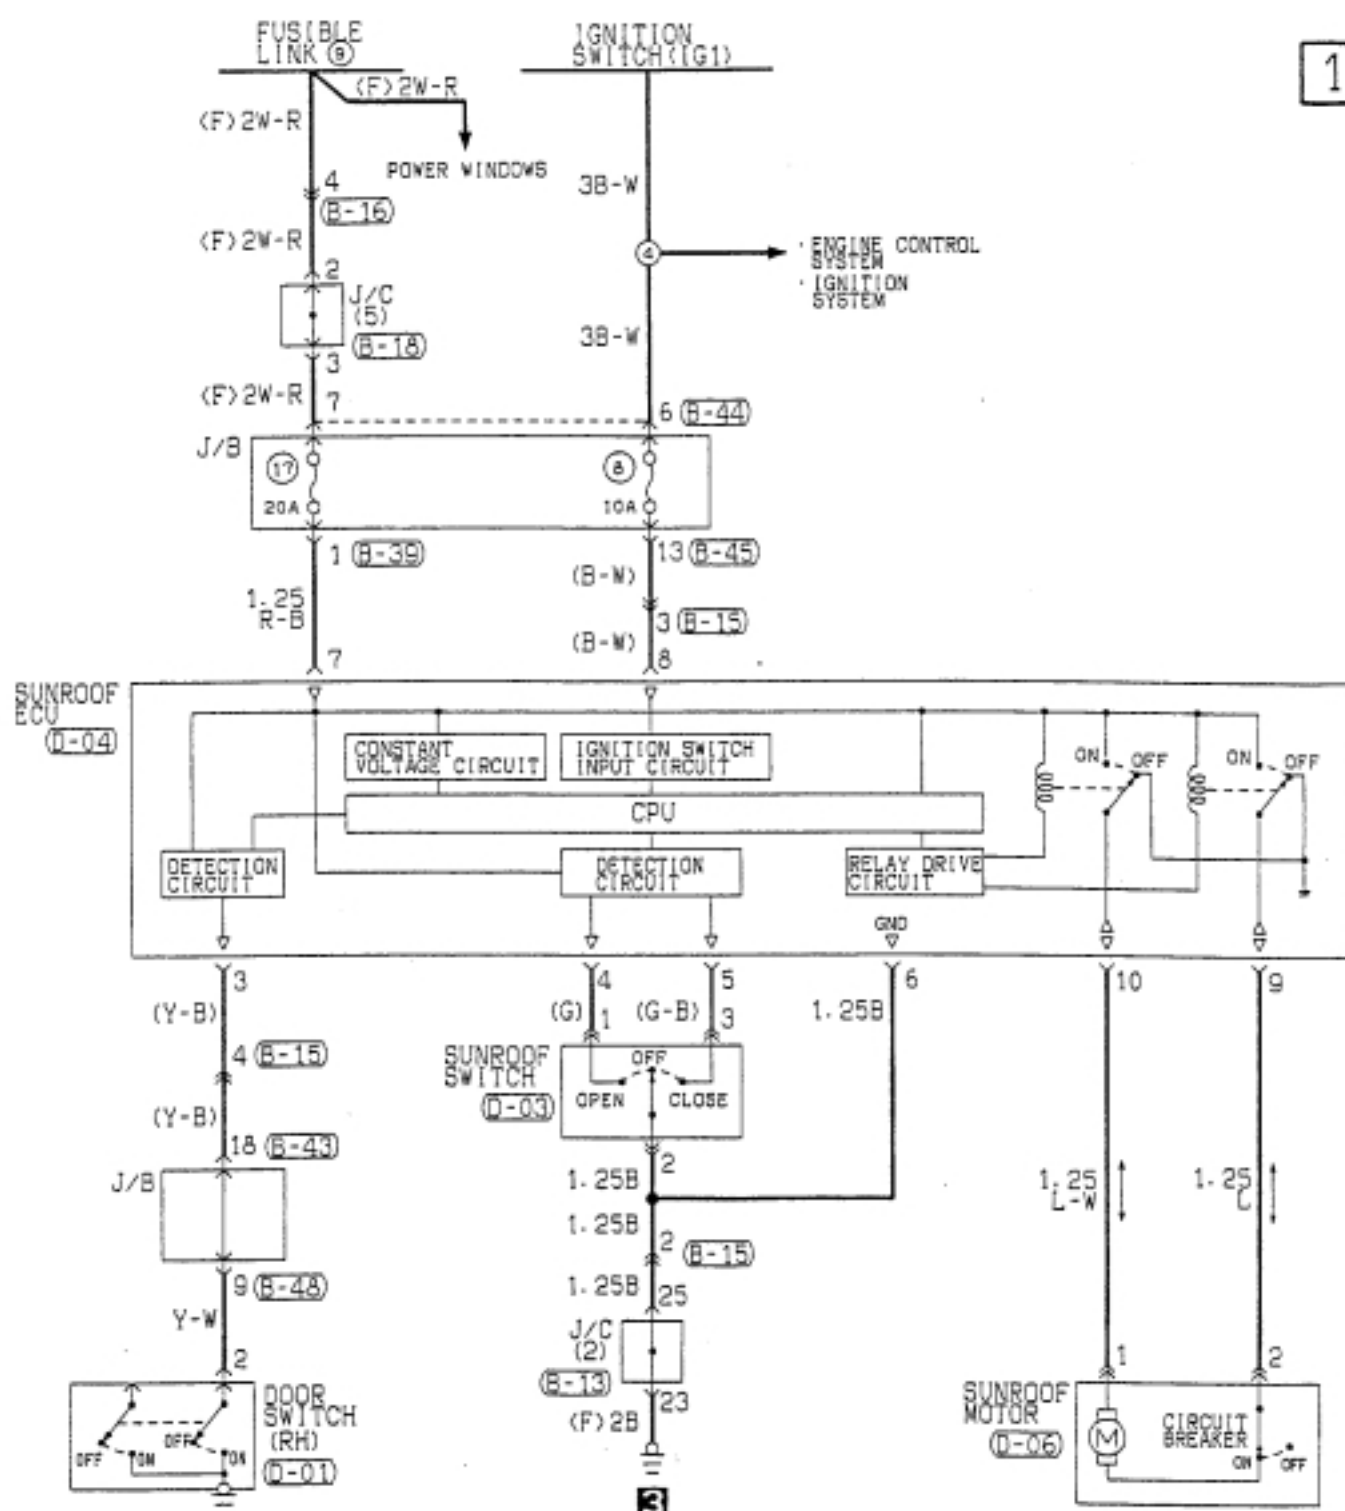 FUSIBLE
LINK ⑨
IGNITION
SWITCH(IG1)
1
(F)2W-R
(F)2W-R
POWER WINDOWS
4
B-16
3B-W
(F)2W-R
④
· ENGINE CONTROL
SYSTEM
· IGNITION
SYSTEM
2
J/C
(5)
B-18
3B-W
3
(F)2W-R
7
6 B-44
J/B
⑰
⑧
20A
10A
1 B-39
13 B-45
(B-W)
1.25
R-B
3 B-15
(B-W)
7
8
SUNROOF
ECU
D-04
CONSTANT
VOLTAGE CIRCUIT
IGNITION SWITCH
INPUT CIRCUIT
ON
OFF
ON
OFF
CPU
DETECTION
CIRCUIT
DETECTION
CIRCUIT
RELAY DRIVE
CIRCUIT
GND
3
4
5
6
10
9
(Y-B)
(G)
1
(G-B)
3
1.25B
4 B-15
SUNROOF
SWITCH
D-03
OFF
OPEN
CLOSE
(Y-B)
18 B-43
J/B
2
1.25B
1.25
L-W
1.25
L
1.25B
2
B-15
9 B-48
1.25B
25
Y-W
J/C
(2)
B-13
2
1
2
DOOR
SWITCH
(RH)
D-01
OFF
ON
OFF
ON
23
(F)2B
3
SUNROOF
MOTOR
D-06
M
CIRCUIT
BREAKER
ON
OFF